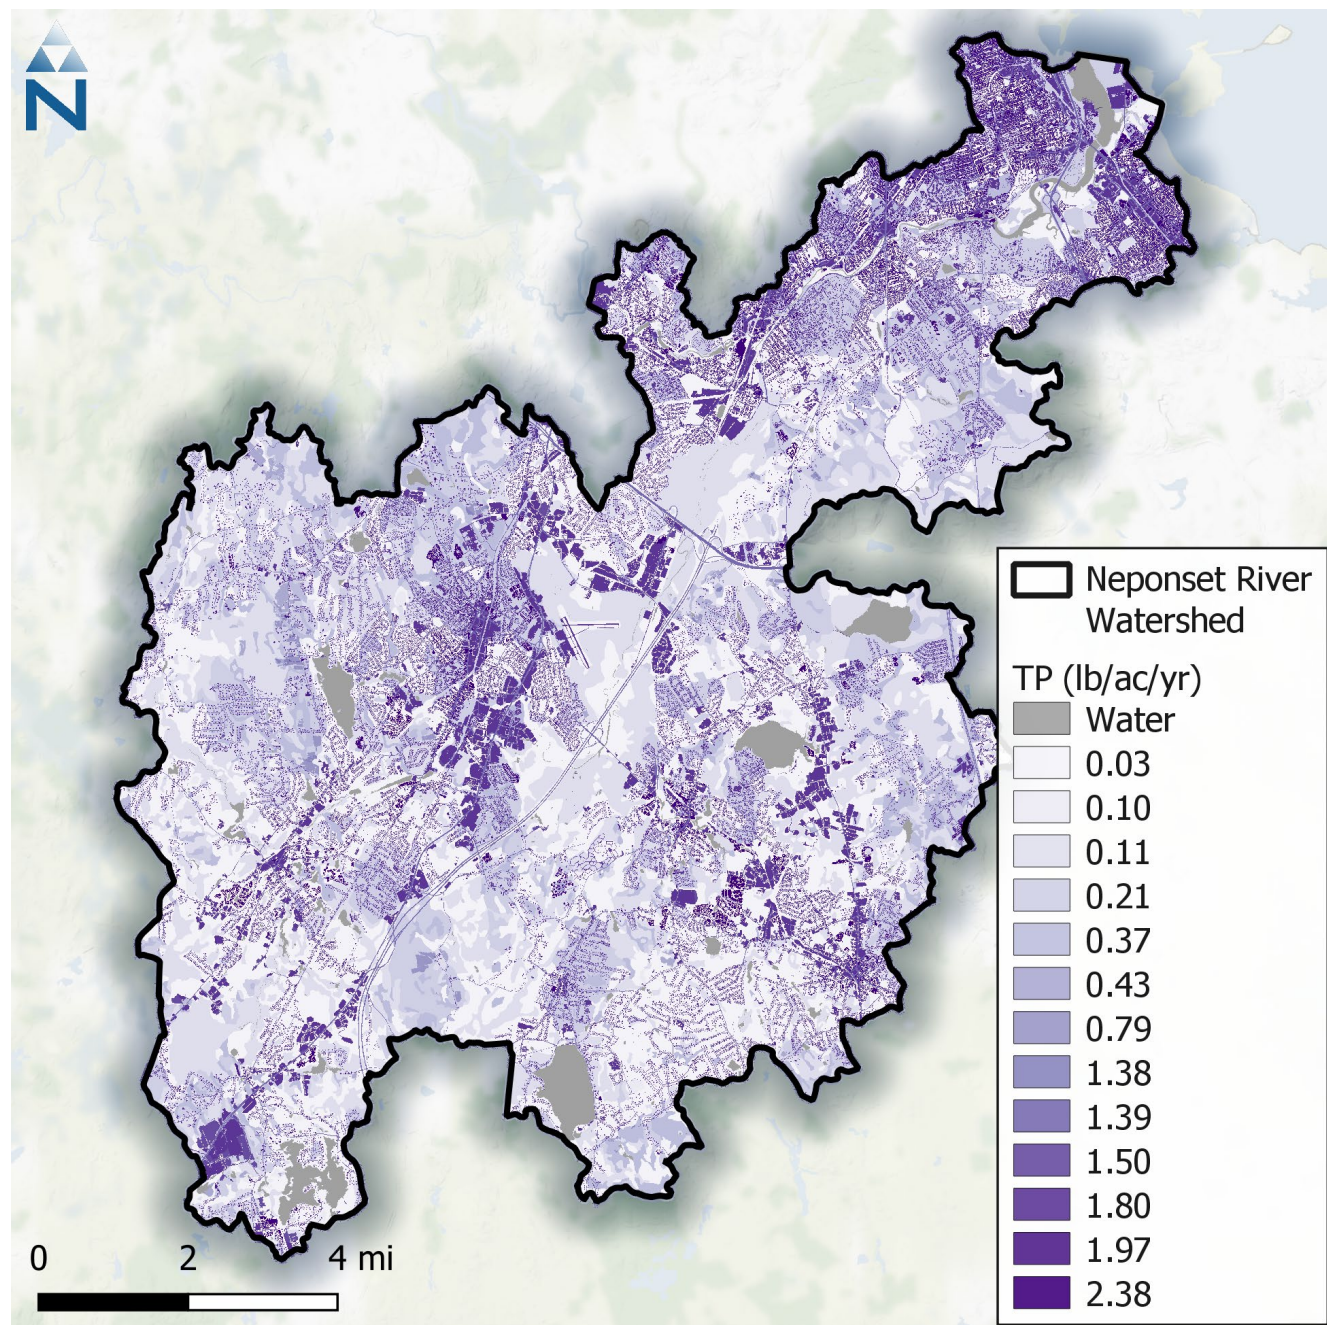 N
Neponset River
Watershed
TP (lb/ac/yr)
Water
0.03
0.10
0.11
0.21
0.37
0.43
0.79
1.38
1.39
1.50
1.80
1.97
2.38
0 2 4 mi